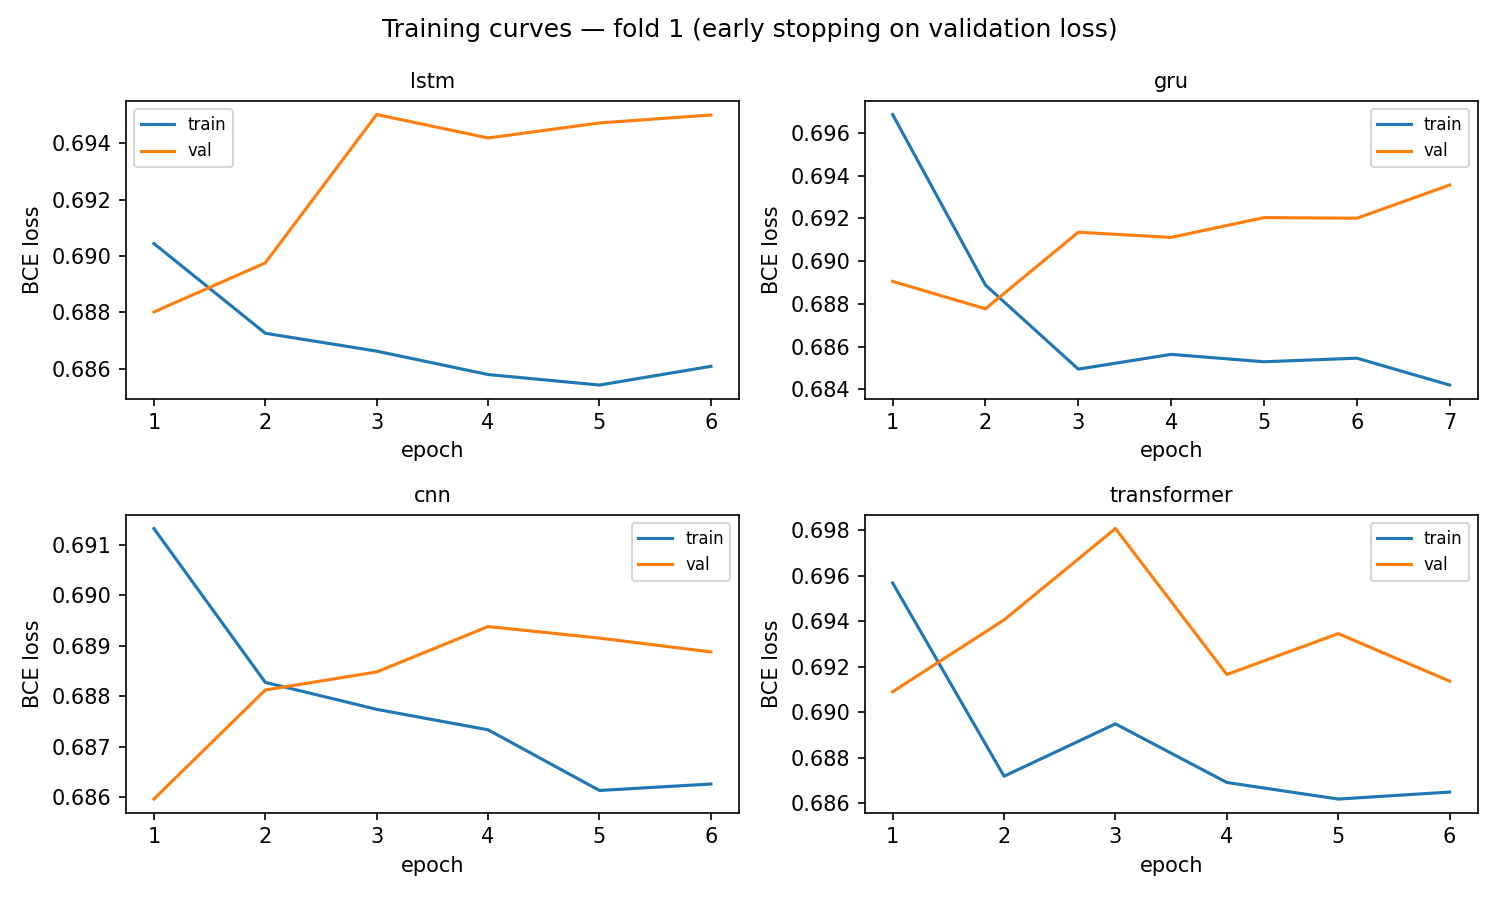 Training curves — fold 1 (early stopping on validation loss)
lstm
train
val
0.694
0.692
0.690
0.688
0.686
BCE loss
1 2 3 4 5 6
epoch
gru
train
val
0.696
0.694
0.692
0.690
0.688
0.686
0.684
BCE loss
1 2 3 4 5 6 7
epoch
cnn
train
val
0.691
0.690
0.689
0.688
0.687
0.686
BCE loss
1 2 3 4 5 6
epoch
transformer
train
val
0.698
0.696
0.694
0.692
0.690
0.688
0.686
BCE loss
1 2 3 4 5 6
epoch